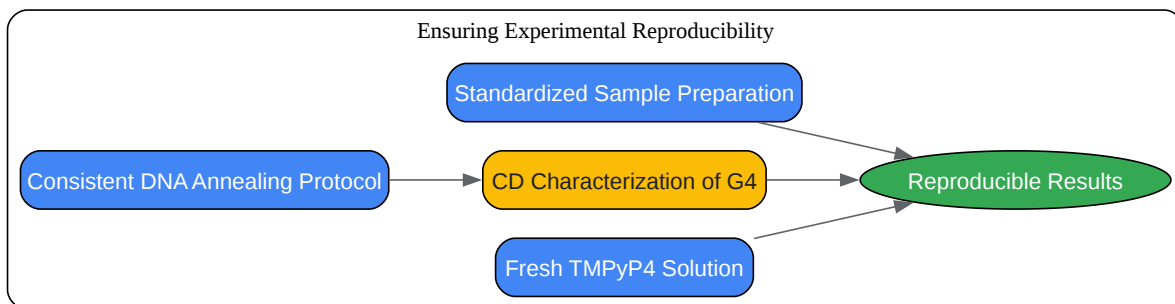 Ensuring Experimental Reproducibility
Standardized Sample Preparation
Consistent DNA Annealing Protocol
CD Characterization of G4
Reproducible Results
Fresh TMPyP4 Solution